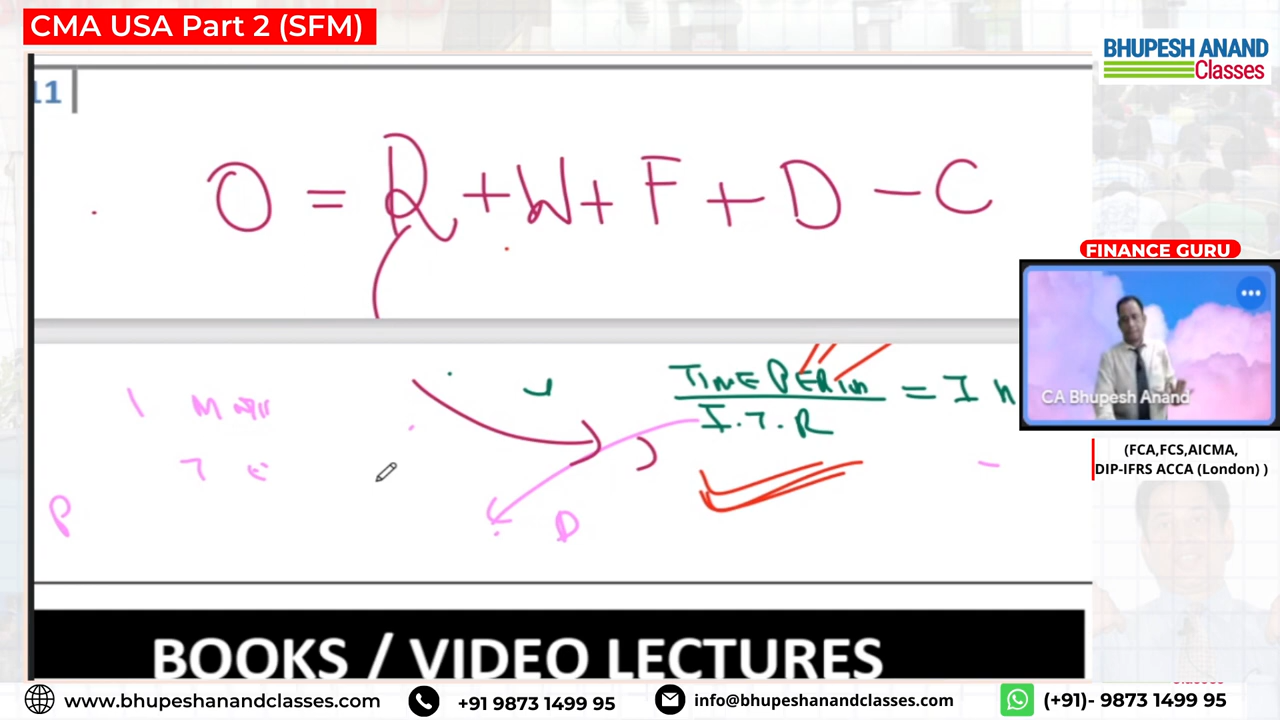 CMA USA Part 2 (SFM)
BHUPESH ANAND
Classes
11
O = R + W + F + D - C
FINANCE GURU
CA Bhupesh Anand
TIME PERIOD
I.T.R
= I n
D
P
(FCA,FCS,AICMA,
DIP-IFRS ACCA (London) )
BOOKS / VIDEO LECTURES
www.bhupeshanandclasses.com
+91 9873 1499 95
info@bhupeshanandclasses.com
(+91)- 9873 1499 95